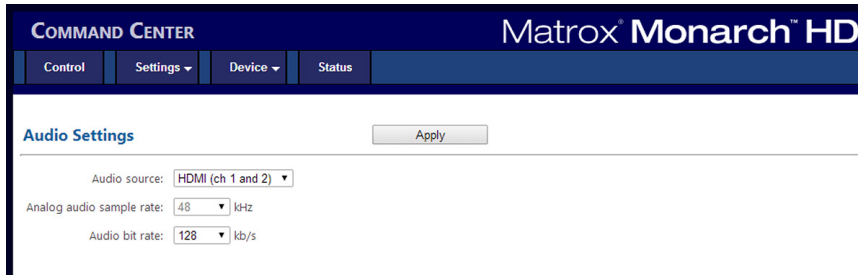 COMMAND CENTER
Matrox® Monarch™ HD
Control Settings Device Status
Audio Settings Apply
Audio source: HDMI (ch 1 and 2)
Analog audio sample rate: 48 kHz
Audio bit rate: 128 kb/s